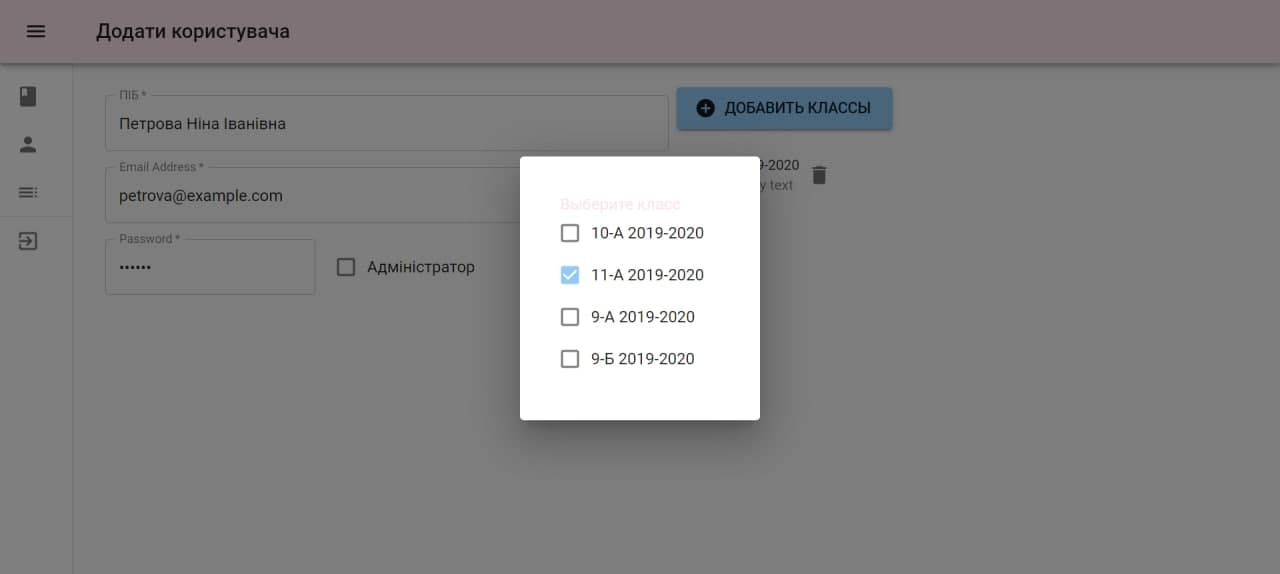 Додати користувача
ПІБ *
Петрова Ніна Іванівна
ДОБАВИТЬ КЛАССЫ
Email Address *
petrova@example.com
9-2020
y text
Password *
••••••
Адміністратор
Выберите класс
10-А 2019-2020
11-А 2019-2020
9-А 2019-2020
9-Б 2019-2020